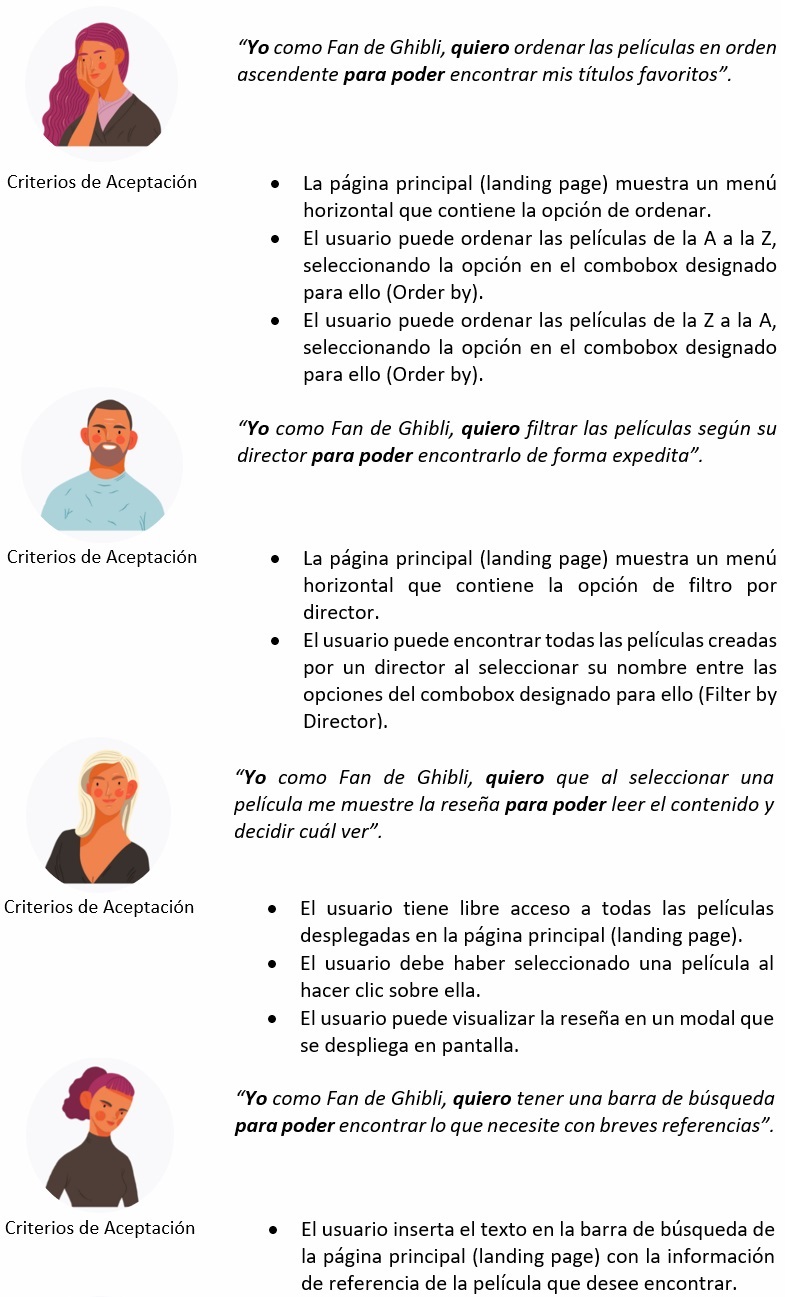 “Yo como Fan de Ghibli, quiero ordenar las películas en orden
ascendente para poder encontrar mis títulos favoritos”.
Criterios de Aceptación
• La página principal (landing page) muestra un menú
horizontal que contiene la opción de ordenar.
• El usuario puede ordenar las películas de la A a la Z,
seleccionando la opción en el combobox designado
para ello (Order by).
• El usuario puede ordenar las películas de la Z a la A,
seleccionando la opción en el combobox designado
para ello (Order by).
“Yo como Fan de Ghibli, quiero filtrar las películas según su
director para poder encontrarlo de forma expedita”.
Criterios de Aceptación
• La página principal (landing page) muestra un menú
horizontal que contiene la opción de filtro por
director.
• El usuario puede encontrar todas las películas creadas
por un director al seleccionar su nombre entre las
opciones del combobox designado para ello (Filter by
Director).
“Yo como Fan de Ghibli, quiero que al seleccionar una
película me muestre la reseña para poder leer el contenido y
decidir cuál ver”.
Criterios de Aceptación
• El usuario tiene libre acceso a todas las películas
desplegadas en la página principal (landing page).
• El usuario debe haber seleccionado una película al
hacer clic sobre ella.
• El usuario puede visualizar la reseña en un modal que
se despliega en pantalla.
“Yo como Fan de Ghibli, quiero tener una barra de búsqueda
para poder encontrar lo que necesite con breves referencias”.
Criterios de Aceptación
• El usuario inserta el texto en la barra de búsqueda de
la página principal (landing page) con la información
de referencia de la película que desee encontrar.